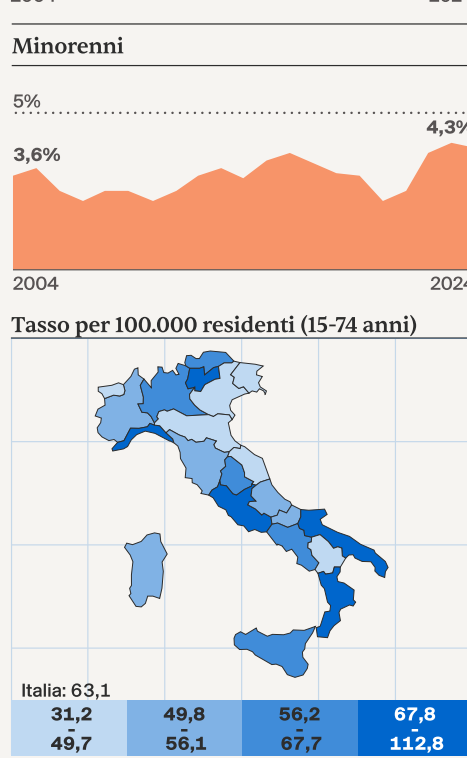 Minorenni
5%
4,3%
3,6%
2004
2024
Tasso per 100.000 residenti (15-74 anni)
Italia: 63,1
31,2 - 49,7
49,8 - 56,1
56,2 - 67,7
67,8 - 112,8